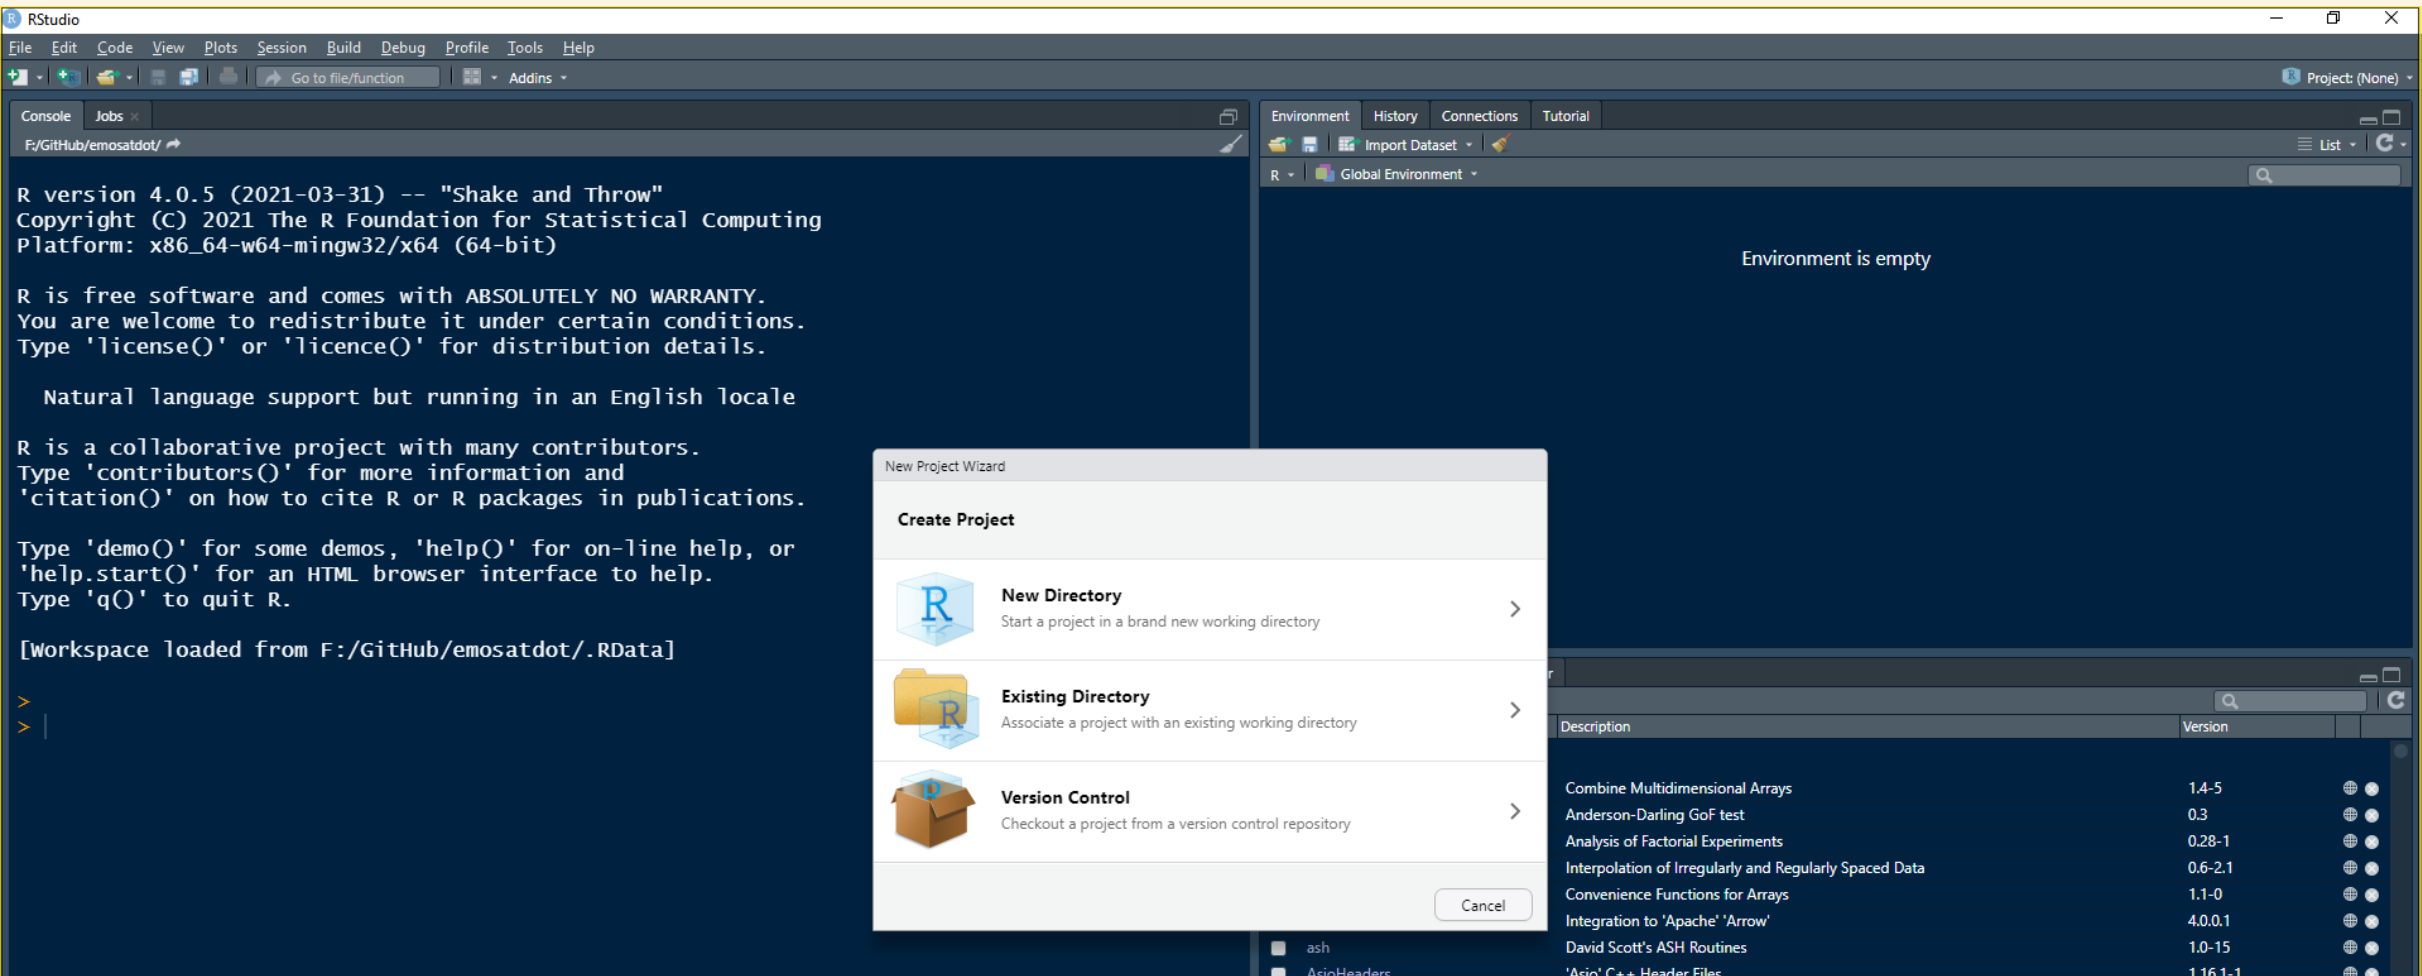 RStudio
File Edit Code View Plots Session Build Debug Profile Tools Help
Go to file/function Addins Project: (None)
Console Jobs
F:/GitHub/emosatdot/
R version 4.0.5 (2021-03-31) -- "Shake and Throw"
Copyright (C) 2021 The R Foundation for Statistical Computing
Platform: x86_64-w64-mingw32/x64 (64-bit)
R is free software and comes with ABSOLUTELY NO WARRANTY.
You are welcome to redistribute it under certain conditions.
Type 'license()' or 'licence()' for distribution details.
Natural language support but running in an English locale
R is a collaborative project with many contributors.
Type 'contributors()' for more information and
'citation()' on how to cite R or R packages in publications.
Type 'demo()' for some demos, 'help()' for on-line help, or
'help.start()' for an HTML browser interface to help.
Type 'q()' to quit R.
[Workspace loaded from F:/GitHub/emosatdot/.RData]
>
>
Environment History Connections Tutorial
Import Dataset List
R Global Environment
Environment is empty
New Project Wizard
Create Project
R
New Directory
Start a project in a brand new working directory
R
Existing Directory
Associate a project with an existing working directory
Version Control
Checkout a project from a version control repository
Cancel
r
Description Version
Combine Multidimensional Arrays 1.4-5
Anderson-Darling GoF test 0.3
Analysis of Factorial Experiments 0.28-1
Interpolation of Irregularly and Regularly Spaced Data 0.6-2.1
Convenience Functions for Arrays 1.1-0
Integration to 'Apache' 'Arrow' 4.0.0.1
ash David Scott's ASH Routines 1.0-15
AsioHeaders 'Asio' C++ Header Files 1.16.1-1